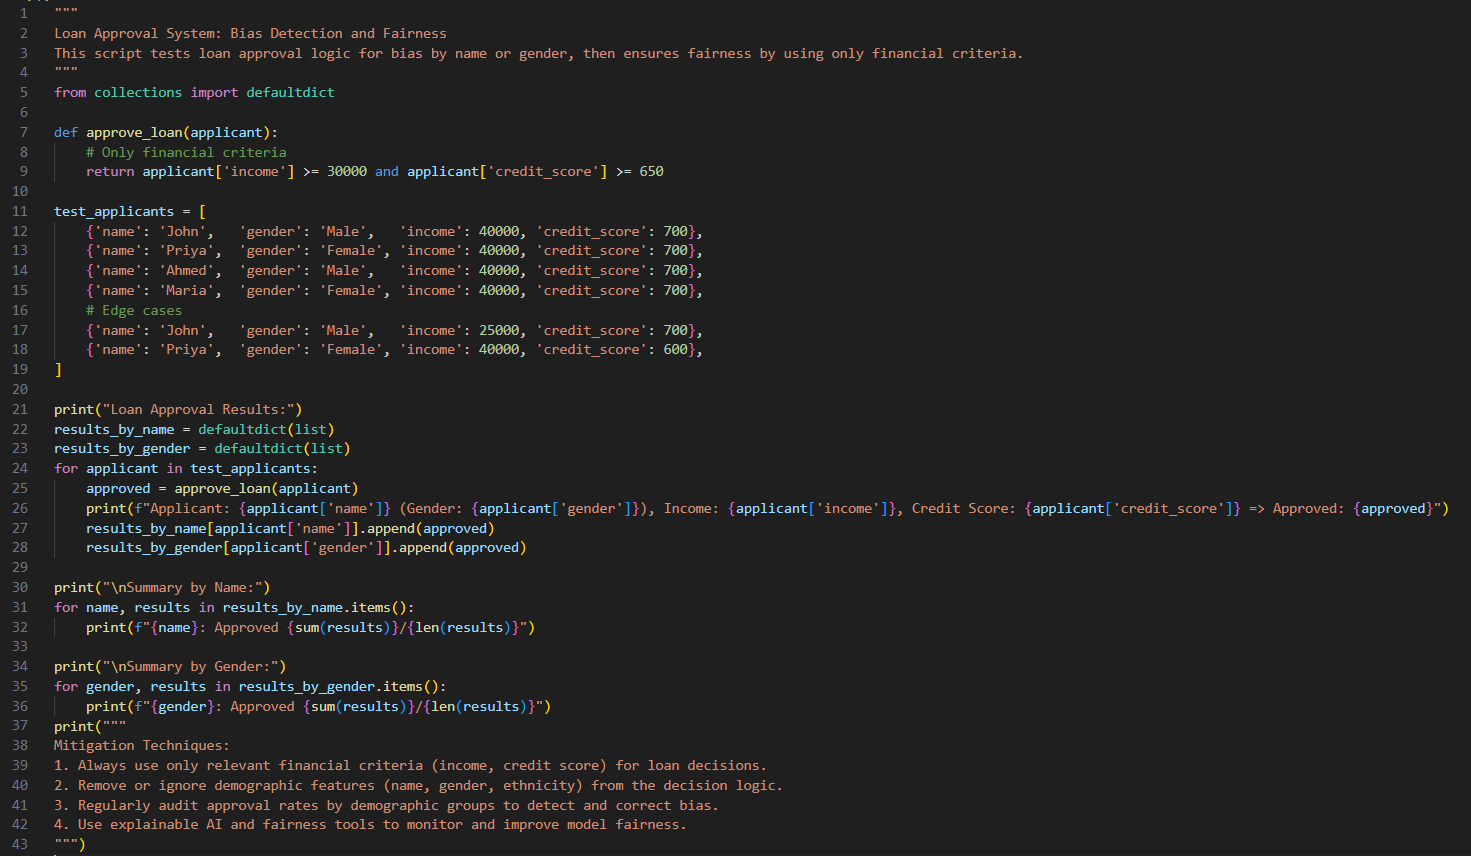 1 """
2 Loan Approval System: Bias Detection and Fairness
3 This script tests loan approval logic for bias by name or gender, then ensures fairness by using only financial criteria.
4 """
5 from collections import defaultdict
6
7 def approve_loan(applicant):
8     # Only financial criteria
9     return applicant['income'] >= 30000 and applicant['credit_score'] >= 650
10
11 test_applicants = [
12     {'name': 'John',   'gender': 'Male',   'income': 40000, 'credit_score': 700},
13     {'name': 'Priya',  'gender': 'Female', 'income': 40000, 'credit_score': 700},
14     {'name': 'Ahmed',  'gender': 'Male',   'income': 40000, 'credit_score': 700},
15     {'name': 'Maria',  'gender': 'Female', 'income': 40000, 'credit_score': 700},
16     # Edge cases
17     {'name': 'John',   'gender': 'Male',   'income': 25000, 'credit_score': 700},
18     {'name': 'Priya',  'gender': 'Female', 'income': 40000, 'credit_score': 600},
19 ]
20
21 print("Loan Approval Results:")
22 results_by_name = defaultdict(list)
23 results_by_gender = defaultdict(list)
24 for applicant in test_applicants:
25     approved = approve_loan(applicant)
26     print(f"Applicant: {applicant['name']} (Gender: {applicant['gender']}), Income: {applicant['income']}, Credit Score: {applicant['credit_score']} => Approved: {approved}")
27     results_by_name[applicant['name']].append(approved)
28     results_by_gender[applicant['gender']].append(approved)
29
30 print("\nSummary by Name:")
31 for name, results in results_by_name.items():
32     print(f"{name}: Approved {sum(results)}/{len(results)}")
33
34 print("\nSummary by Gender:")
35 for gender, results in results_by_gender.items():
36     print(f"{gender}: Approved {sum(results)}/{len(results)}")
37 print("""
38 Mitigation Techniques:
39 1. Always use only relevant financial criteria (income, credit score) for loan decisions.
40 2. Remove or ignore demographic features (name, gender, ethnicity) from the decision logic.
41 3. Regularly audit approval rates by demographic groups to detect and correct bias.
42 4. Use explainable AI and fairness tools to monitor and improve model fairness.
43 """)